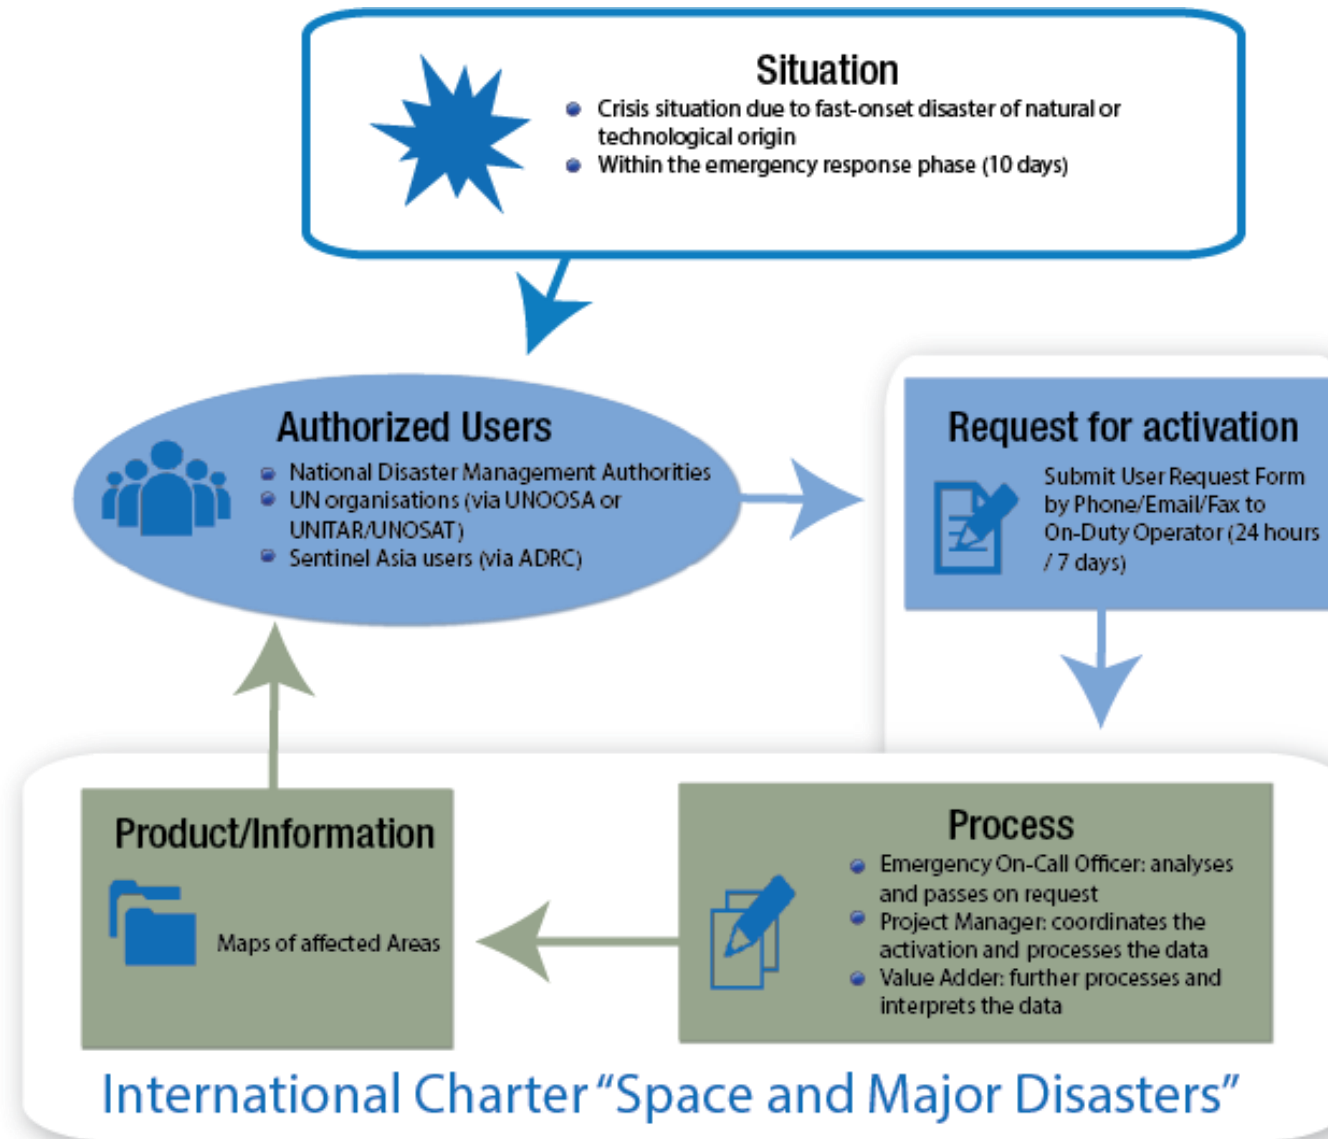 Situation
Crisis situation due to fast-onset disaster of natural or
technological origin
Within the emergency response phase (10 days)
Authorized Users
National Disaster Management Authorities
UN organisations (via UNOOSA or
UNITAR/UNOSAT)
Sentinel Asia users (via ADRC)
Request for activation
Submit User Request Form
by Phone/Email/Fax to
On-Duty Operator (24 hours
/ 7 days)
Product/Information
Maps of affected Areas
Process
Emergency On-Call Officer: analyses
and passes on request
Project Manager: coordinates the
activation and processes the data
Value Adder: further processes and
interprets the data
International Charter “Space and Major Disasters”